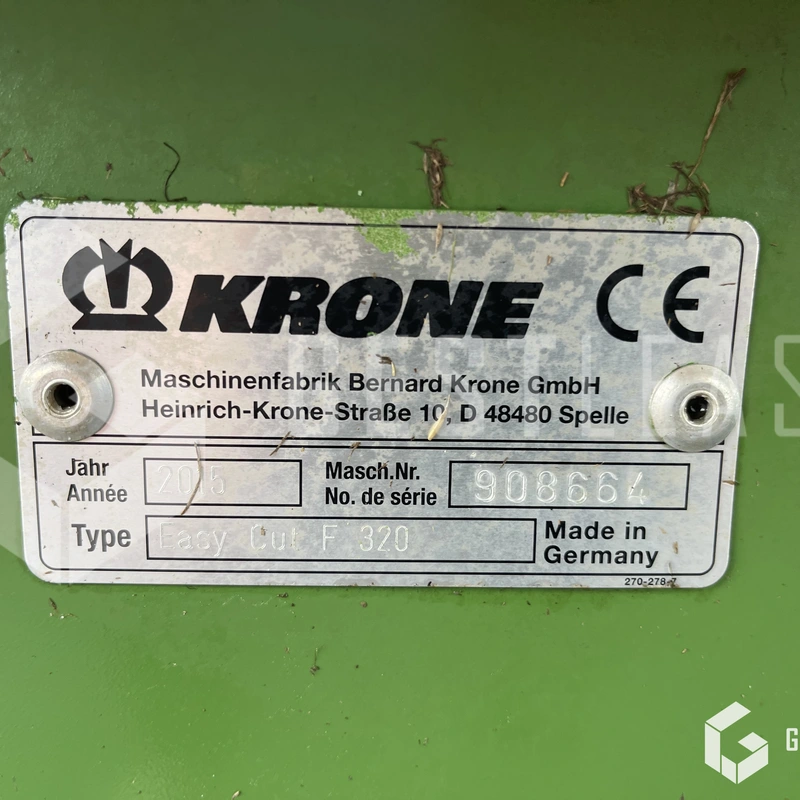 KRONE CE
Maschinenfabrik Bernard Krone GmbH
Heinrich-Krone-Straße 10, D 48480 Spelle
Jahr
Année
2015
Masch.Nr.
No. de série
908664
Type
Easy Cut F 320
Made in
Germany
270-278-7